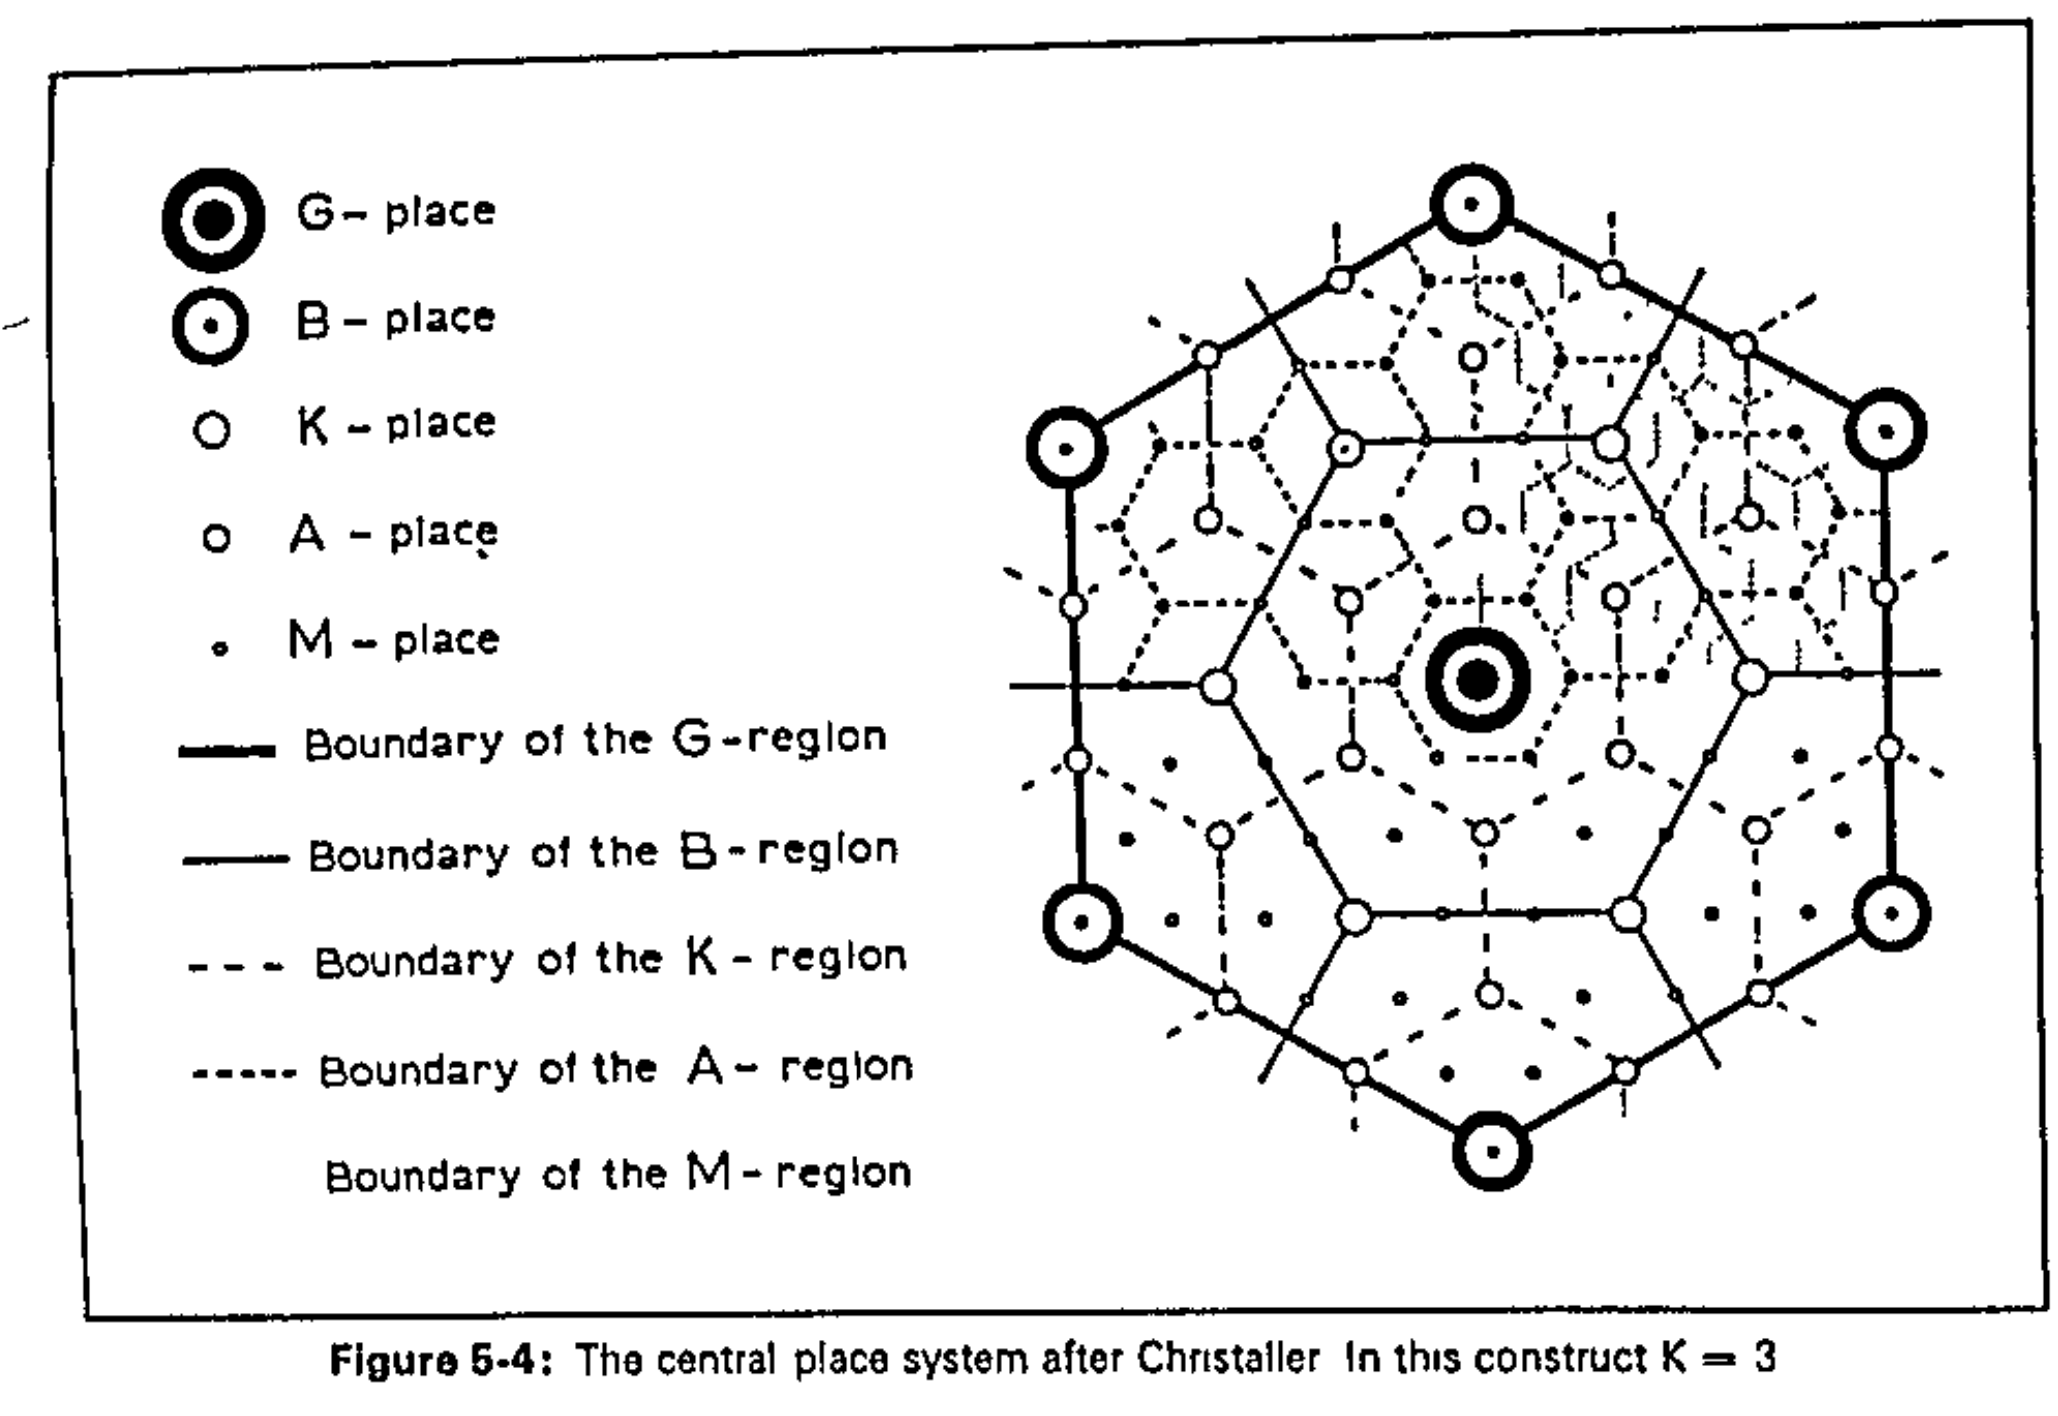 G - place
B - place
K - place
A - place
M - place
Boundary of the G - region
Boundary of the B - region
Boundary of the K - region
Boundary of the A - region
Boundary of the M - region
Figure 5-4: The central place system after Christaller In this construct K = 3